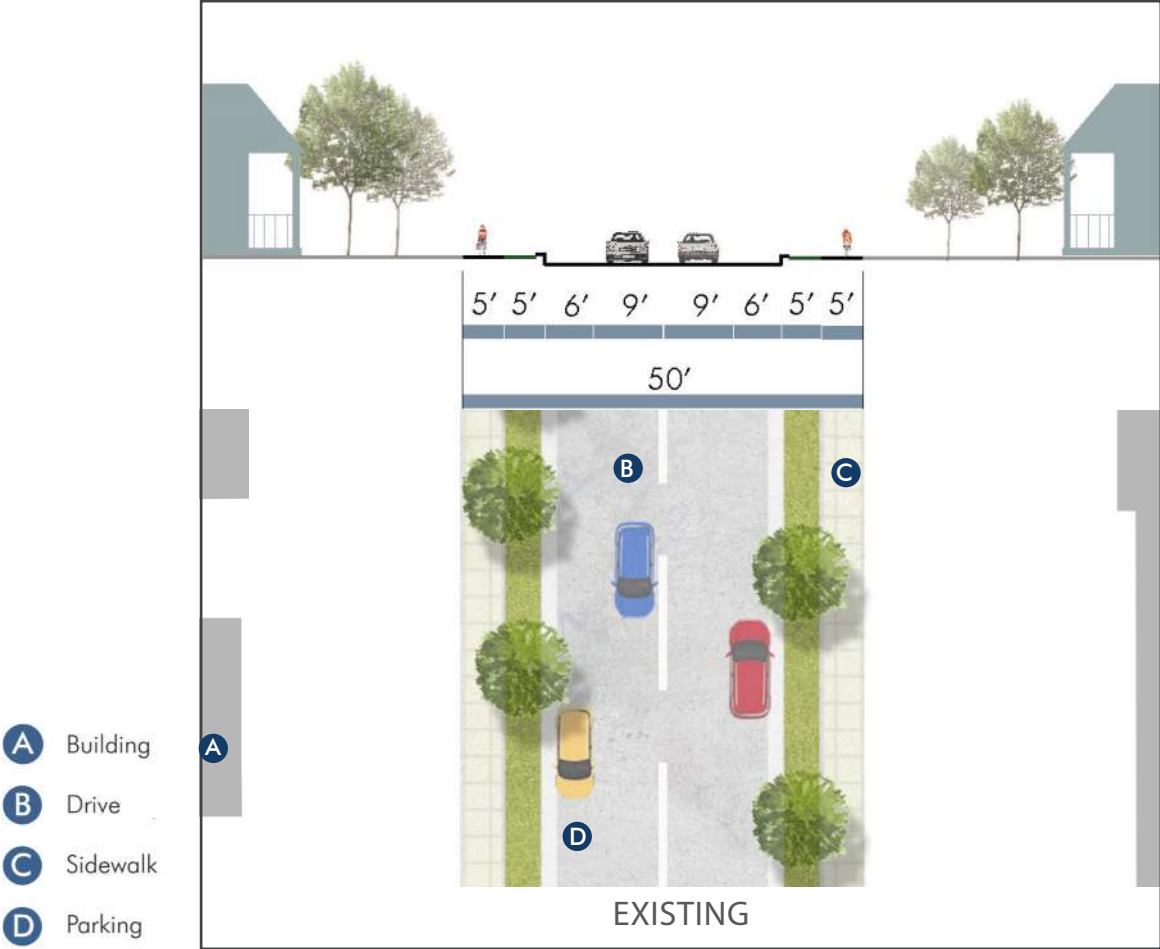 5′ 5′ 6′ 9′ 9′ 6′ 5′ 5′
50′
B
C
A
D
A Building
B Drive
C Sidewalk
D Parking
EXISTING